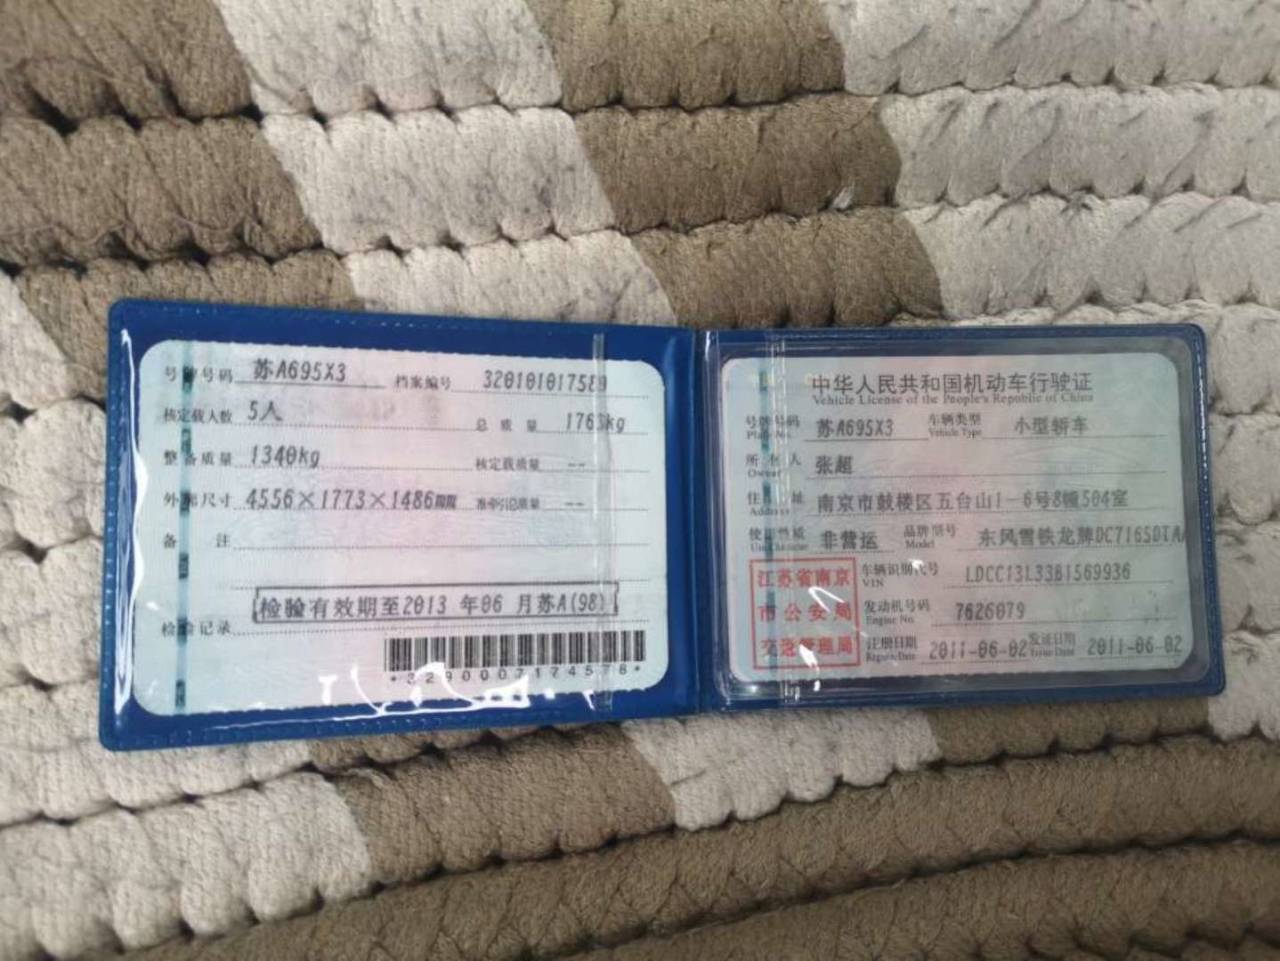 号牌号码 苏A695X3 档案编号 320101017589
核定载人数 5人 总质量 1763kg
整备质量 1340kg 核定载质量 --
外廓尺寸 4556×1773×1486 准牵引总质量 --
备注
检验有效期至2013 年06 月苏A(98)
检验记录
*3290007174578*
中华人民共和国机动车行驶证
Vehicle License of the People's Republic of China
号牌号码 苏A695X3 车辆类型 小型轿车
Plate No. Vehicle Type
所有人 张超
Owner
住址 南京市鼓楼区五台山1-6号8幢504室
Address
使用性质 非营运 品牌型号 东风雪铁龙牌DC7165DTA
Use Character Model
江苏省南京
市公安局
交通管理局
车辆识别代号 LDCC13L33B1569936
VIN
发动机号码 7626079
Engine No.
注册日期 2011-06-02 发证日期 2011-06-02
Register Date Issue Date